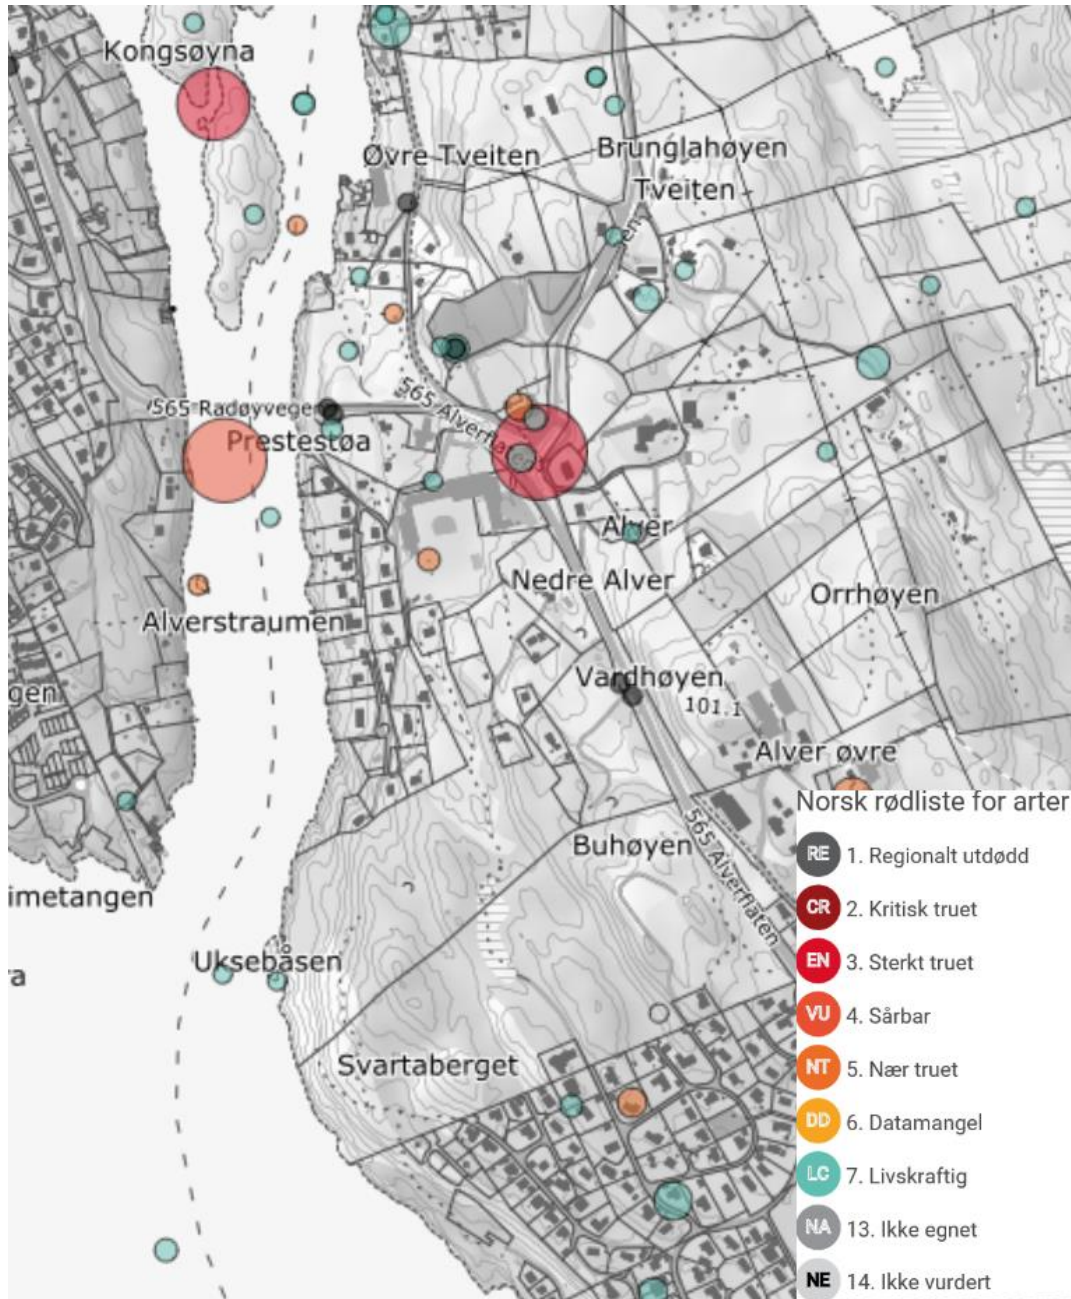 Kongsøyna
Øvre Tveiten
Brunglahøyen
Tveiten
565 Radøyvegen
565 Alverflaten
Prestestøa
Alver
Nedre Alver
Orrhøyen
Alverstraumen
gen
Vardhøyen
101.1
Alver øvre
565 Alverflaten
Buhøyen
imetangen
Uksebåsen
a
Svartaberget
Norsk rødliste for arter
RE 1. Regionalt utdødd
CR 2. Kritisk truet
EN 3. Sterkt truet
VU 4. Sårbar
NT 5. Nær truet
DD 6. Datamangel
LC 7. Livskraftig
NA 13. Ikke egnet
NE 14. Ikke vurdert